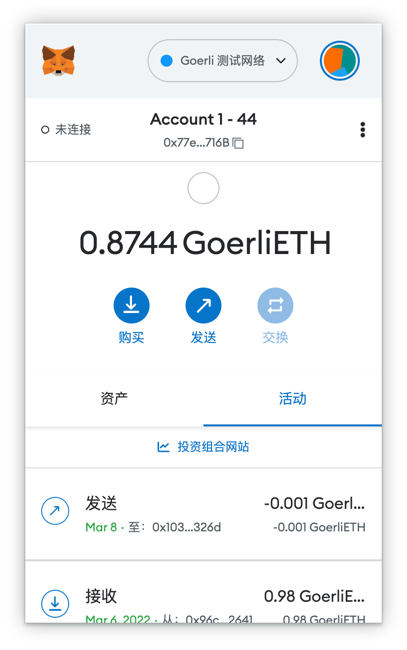 Goerli 测试网络
未连接
Account 1 - 44
0x77e...716B
0.8744 GoerliETH
购买
发送
交换
资产
活动
投资组合网站
发送
-0.001 Goerl...
Mar 8 · 至： 0x103...326d
-0.001 GoerliETH
接收
0.98 GoerliE...
Mar 6, 2022 · 从： 0x96c...2641
0.98 GoerliETH